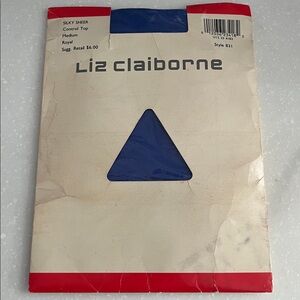 SILKY SHEER
Control Top
Medium
Royal
Sugg. Retail $6.00
Style 831
Liz claiborne